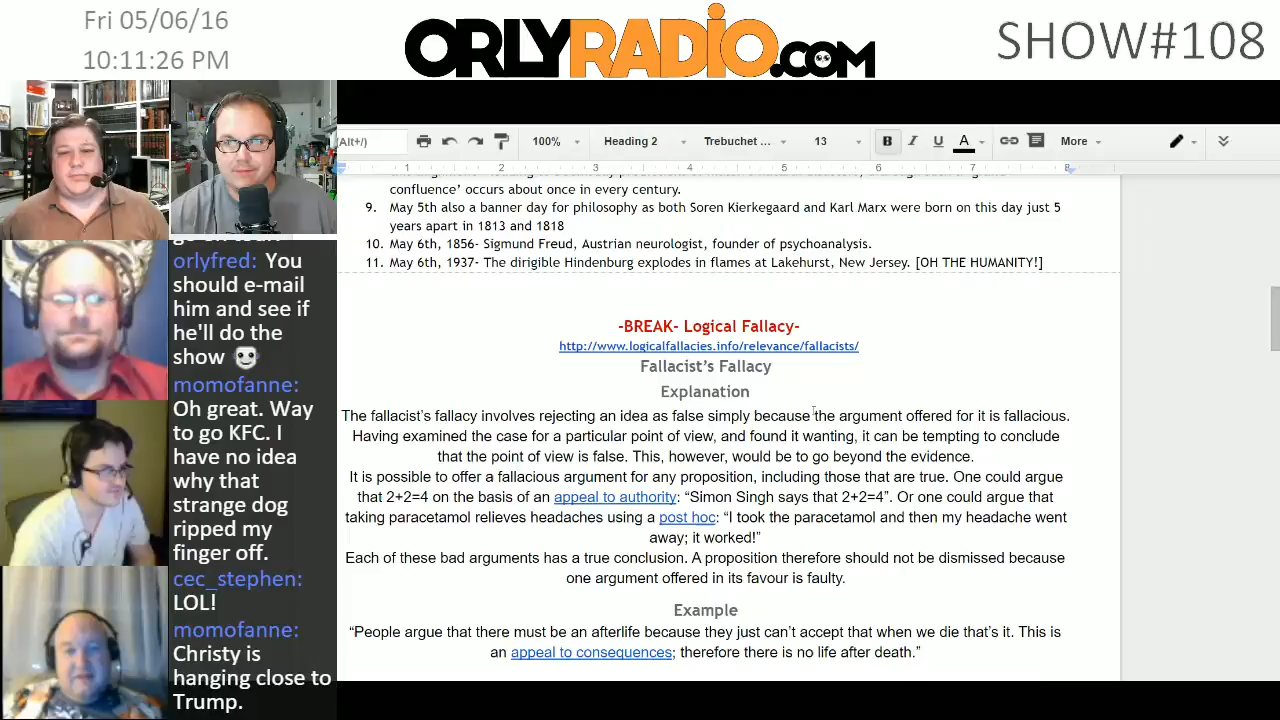 Fri 05/06/16
10:11:26 PM
ORLYRADIO.COM
SHOW#108
(Alt+/)
100%
Heading 2
Trebuchet ...
13
B
I
U
A
More
1
2
3
4
5
6
7
8
confluence’ occurs about once in every century.
9. May 5th also a banner day for philosophy as both Soren Kierkegaard and Karl Marx were born on this day just 5
years apart in 1813 and 1818
10. May 6th, 1856- Sigmund Freud, Austrian neurologist, founder of psychoanalysis.
11. May 6th, 1937- The dirigible Hindenburg explodes in flames at Lakehurst, New Jersey. [OH THE HUMANITY!]
-BREAK- Logical Fallacy-
http://www.logicalfallacies.info/relevance/fallacists/
Fallacist’s Fallacy
Explanation
The fallacist’s fallacy involves rejecting an idea as false simply because the argument offered for it is fallacious.
Having examined the case for a particular point of view, and found it wanting, it can be tempting to conclude
that the point of view is false. This, however, would be to go beyond the evidence.
It is possible to offer a fallacious argument for any proposition, including those that are true. One could argue
that 2+2=4 on the basis of an appeal to authority: “Simon Singh says that 2+2=4”. Or one could argue that
taking paracetamol relieves headaches using a post hoc: “I took the paracetamol and then my headache went
away; it worked!”
Each of these bad arguments has a true conclusion. A proposition therefore should not be dismissed because
one argument offered in its favour is faulty.
Example
“People argue that there must be an afterlife because they just can’t accept that when we die that’s it. This is
an appeal to consequences; therefore there is no life after death.”
orlyfred: You
should e-mail
him and see if
he'll do the
show
momofanne:
Oh great. Way
to go KFC. I
have no idea
why that
strange dog
ripped my
finger off.
cec_stephen:
LOL!
momofanne:
Christy is
hanging close to
Trump.